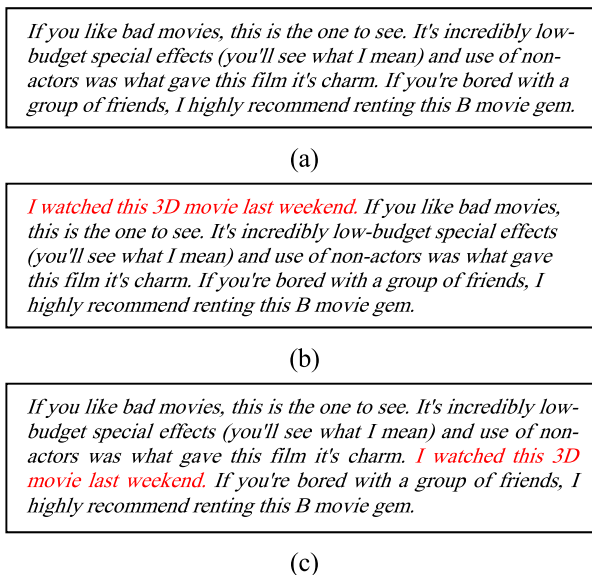 If you like bad movies, this is the one to see. It's incredibly low-
budget special effects (you'll see what I mean) and use of non-
actors was what gave this film it's charm. If you're bored with a
group of friends, I highly recommend renting this B movie gem.
(a)
I watched this 3D movie last weekend. If you like bad movies,
this is the one to see. It's incredibly low-budget special effects
(you'll see what I mean) and use of non-actors was what gave
this film it's charm. If you're bored with a group of friends, I
highly recommend renting this B movie gem.
(b)
If you like bad movies, this is the one to see. It's incredibly low-
budget special effects (you'll see what I mean) and use of non-
actors was what gave this film it's charm. I watched this 3D
movie last weekend. If you're bored with a group of friends, I
highly recommend renting this B movie gem.
(c)